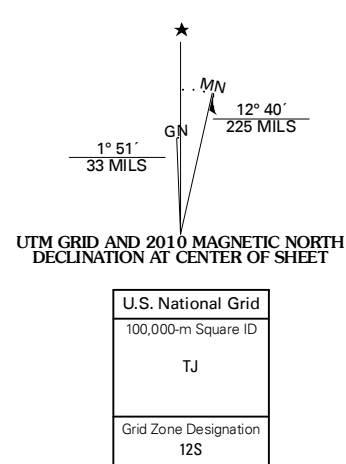 ★
MN
12° 40´
225 MILS
GN
1° 51´
33 MILS
UTM GRID AND 2010 MAGNETIC NORTH
DECLINATION AT CENTER OF SHEET
U.S. National Grid
100,000-m Square ID
TJ
Grid Zone Designation
12S